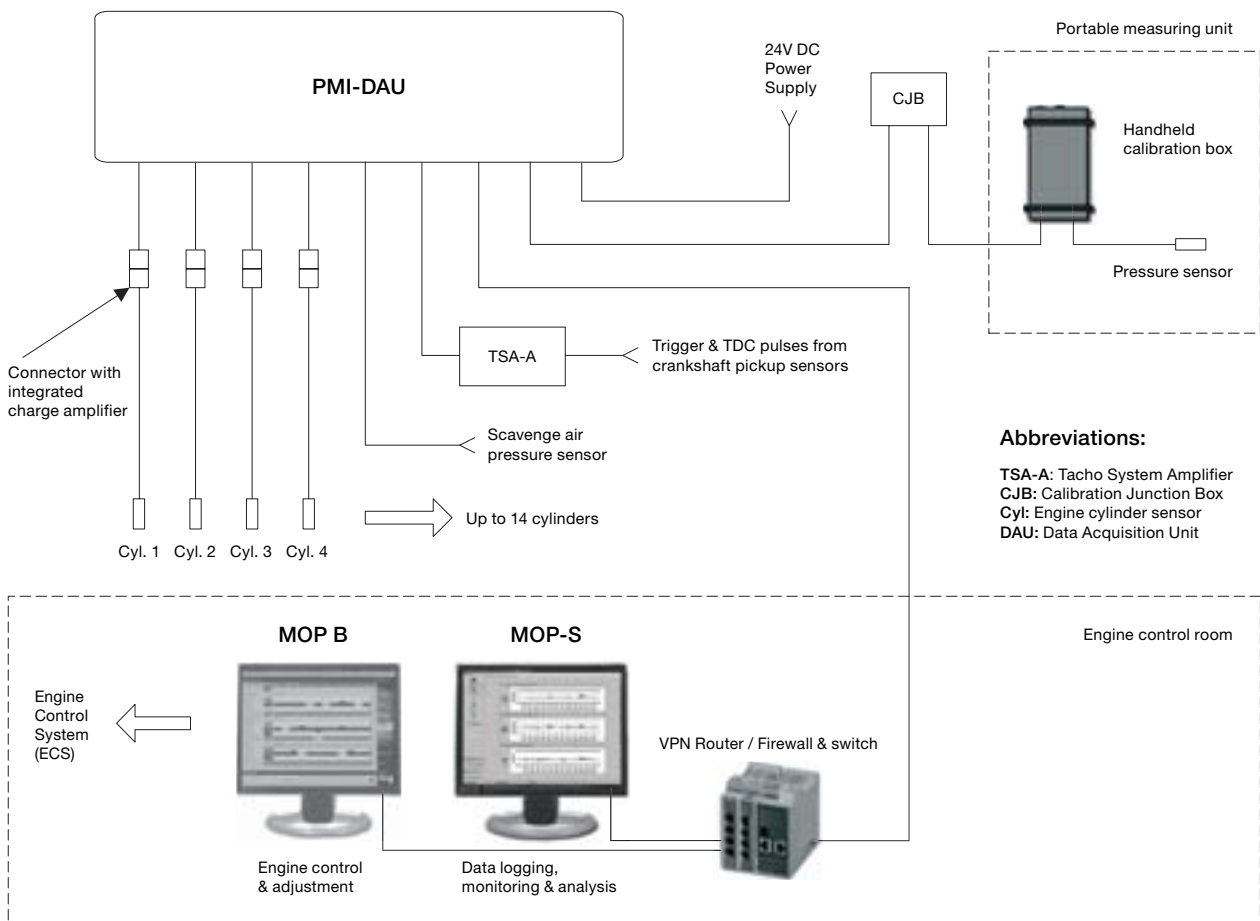 PMI-DAU
24V DC
Power
Supply
CJB
Portable measuring unit
Handheld
calibration box
Pressure sensor
Connector with
integrated
charge amplifier
TSA-A
Trigger & TDC pulses from
crankshaft pickup sensors
Scavenge air
pressure sensor
Up to 14 cylinders
Cyl. 1 Cyl. 2 Cyl. 3 Cyl. 4
Abbreviations:
TSA-A: Tacho System Amplifier
CJB: Calibration Junction Box
Cyl: Engine cylinder sensor
DAU: Data Acquisition Unit
Engine control room
MOP B
MOP-S
Engine
Control
System
(ECS)
VPN Router / Firewall & switch
Engine control
& adjustment
Data logging,
monitoring & analysis